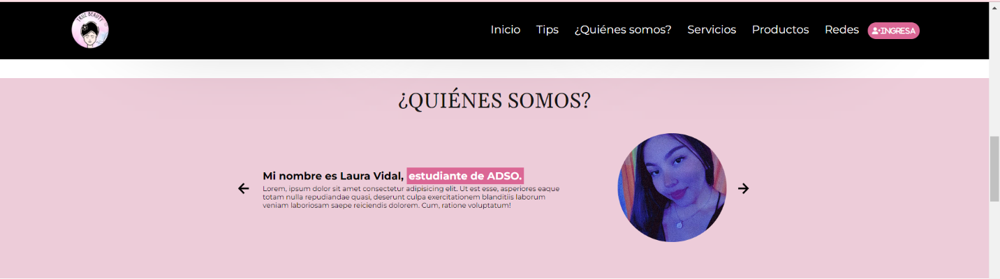 TRUE BEAUTY
Inicio
Tips
¿Quiénes somos?
Servicios
Productos
Redes
INGRESA
¿QUIÉNES SOMOS?
Mi nombre es Laura Vidal, estudiante de ADSO.
Lorem, ipsum dolor sit amet consectetur adipisicing elit. Ut est esse, asperiores eaque
totam nulla repudiandae quasi, deserunt culpa exercitationem blanditiis laborum
veniam laboriosam saepe reiciendis dolorem. Cum, ratione voluptatum!